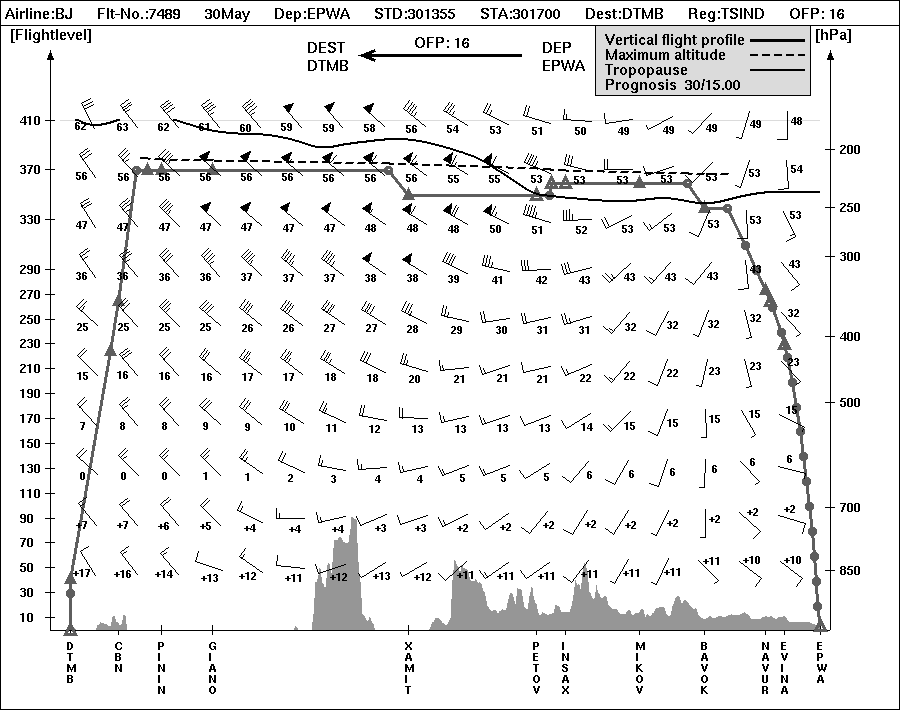 Airline:BJ Flt-No.:7489 30May Dep:EPWA STD:301355 STA:301700 Dest:DTMB Reg:TSIND OFP: 16
[Flightlevel] [hPa]
DEST OFP: 16 DEP
DTMB EPWA
Vertical flight profile
Maximum altitude
Tropopause
Prognosis 30/15.00
410 62 63 62 61 60 59 59 58 56 54 53 51 50 49 49 49 49 48
200
370 56 56 56 56 56 56 56 56 56 55 55 53 53 53 53 53 53 54
250
330 47 47 47 47 47 47 48 48 48 48 50 51 52 53 53 53 53 53
300
290 36 36 36 36 37 37 37 38 38 39 41 42 43 43 43 43 43 43
270
250 25 25 25 25 26 26 27 27 28 29 30 31 31 32 32 32 32 32
230 400
210 15 16 16 16 17 17 18 18 20 21 21 21 22 22 22 23 23 23
190
500
170 7 8 8 9 9 10 11 12 13 13 13 13 14 15 15 15 15 15
150
130 0 0 0 1 1 2 3 4 4 5 5 5 6 6 6 6 6 6
110
700
90 +7 +7 +6 +5 +4 +4 +4 +3 +3 +2 +2 +2 +2 +2 +2 +2 +2 +2
70
50 +17 +16 +14 +13 +12 +11 +12 +13 +12 +11 +11 +11 +11 +11 +11 +11 +10 +10
850
30
10
DTMB CBN PININ GIANO XAMIT PETOV INSAX MIKOV BAVOK NAVUR EVINA EPWA